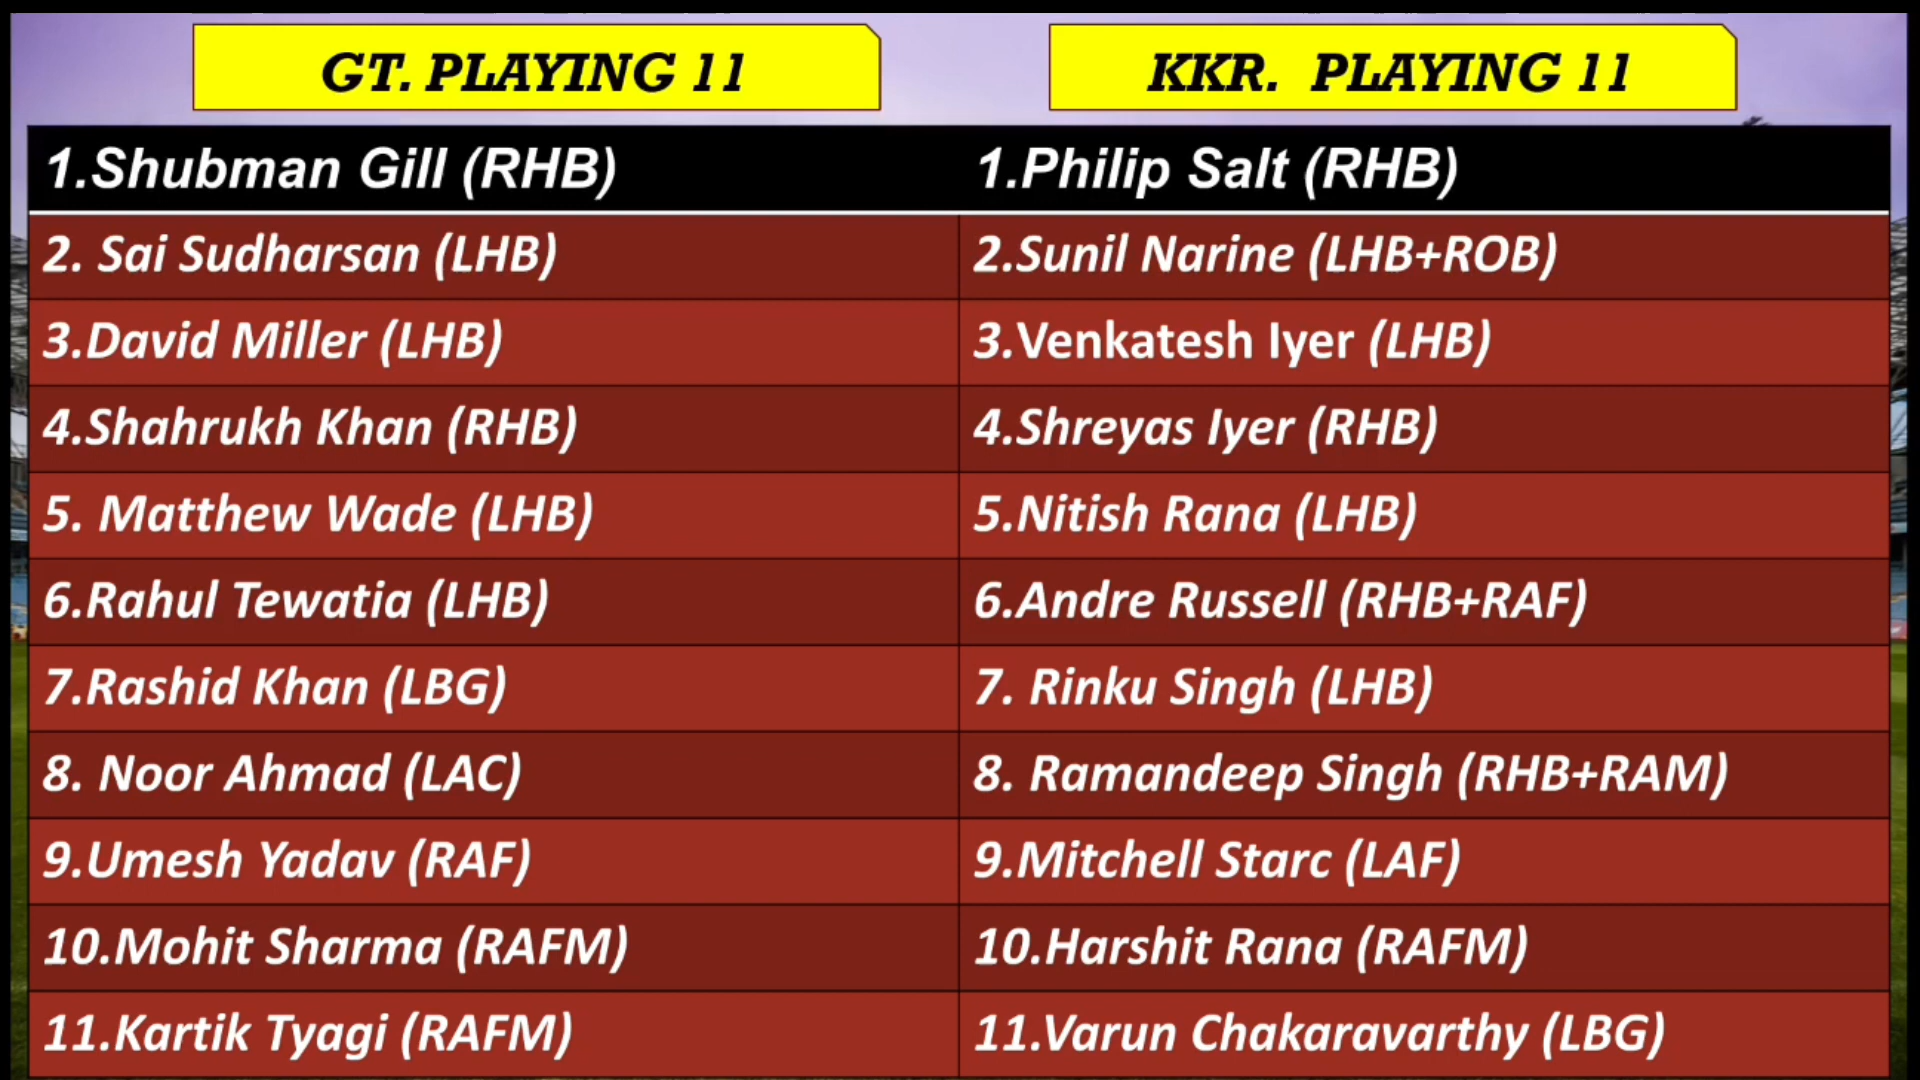 GT. PLAYING 11
KKR. PLAYING 11
1.Shubman Gill (RHB)
1.Philip Salt (RHB)
2. Sai Sudharsan (LHB)
2.Sunil Narine (LHB+ROB)
3.David Miller (LHB)
3.Venkatesh Iyer (LHB)
4.Shahrukh Khan (RHB)
4.Shreyas Iyer (RHB)
5. Matthew Wade (LHB)
5.Nitish Rana (LHB)
6.Rahul Tewatia (LHB)
6.Andre Russell (RHB+RAF)
7.Rashid Khan (LBG)
7. Rinku Singh (LHB)
8. Noor Ahmad (LAC)
8. Ramandeep Singh (RHB+RAM)
9.Umesh Yadav (RAF)
9.Mitchell Starc (LAF)
10.Mohit Sharma (RAFM)
10.Harshit Rana (RAFM)
11.Kartik Tyagi (RAFM)
11.Varun Chakaravarthy (LBG)